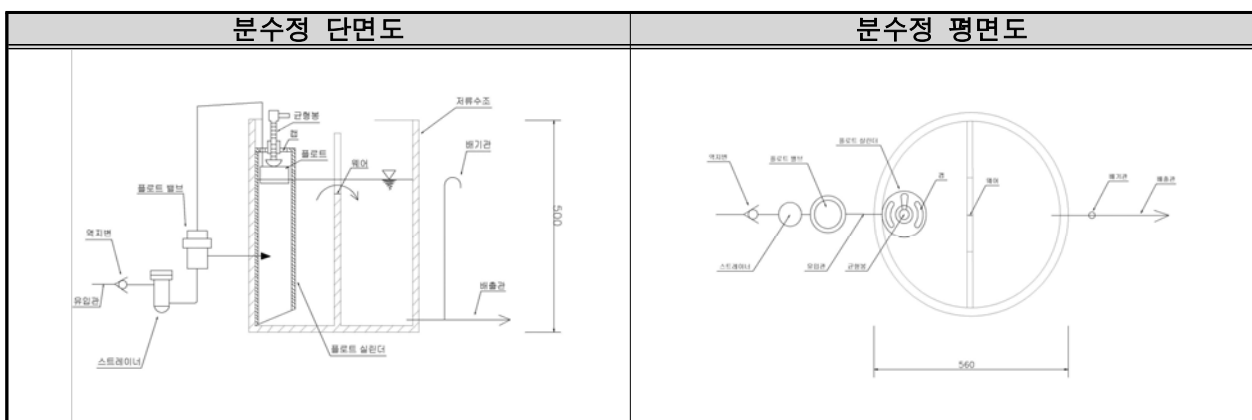 분수정 단면도
분수정 평면도
저류수조
균형봉
캡
배기관
플로트
웨어
플로트 밸브
500
역지변
유입관
배출관
스트레이너
플로트 실린더
플로트 실린더
역지변
플로트 밸브
캡
웨어
배기관
배출관
스트레이너
유입관
균형봉
560